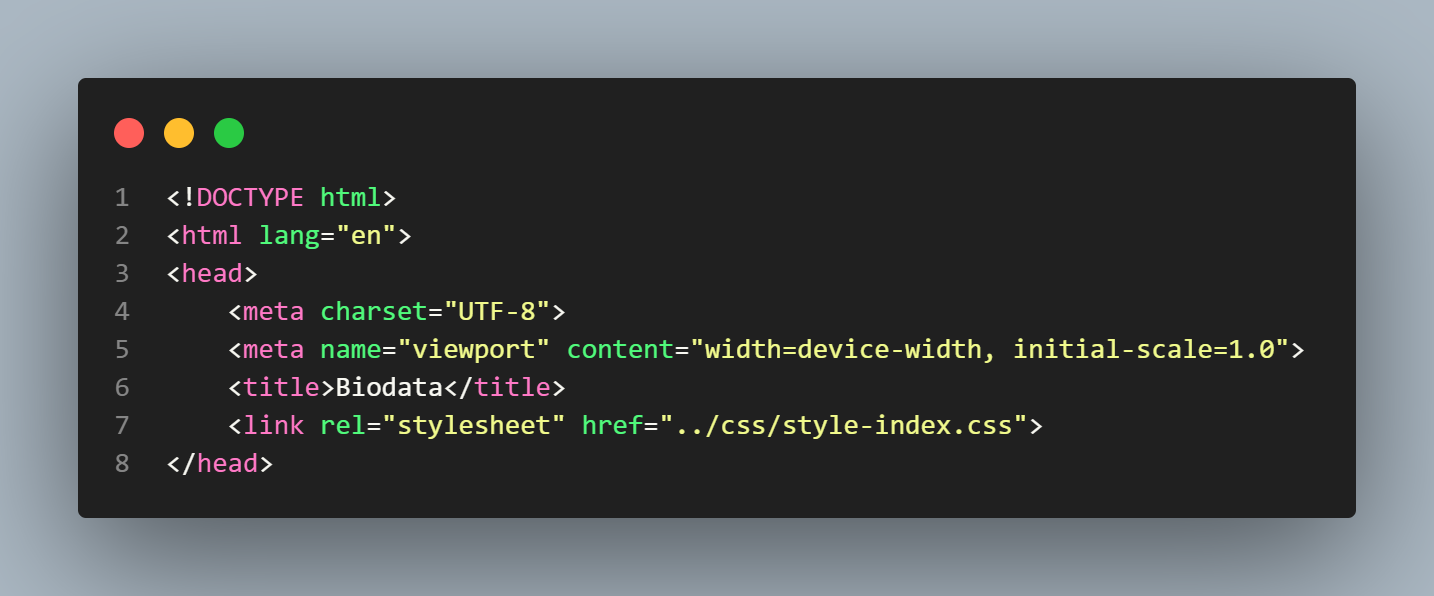 1 <!DOCTYPE html>
2 <html lang="en">
3 <head>
4     <meta charset="UTF-8">
5     <meta name="viewport" content="width=device-width, initial-scale=1.0">
6     <title>Biodata</title>
7     <link rel="stylesheet" href="../css/style-index.css">
8 </head>